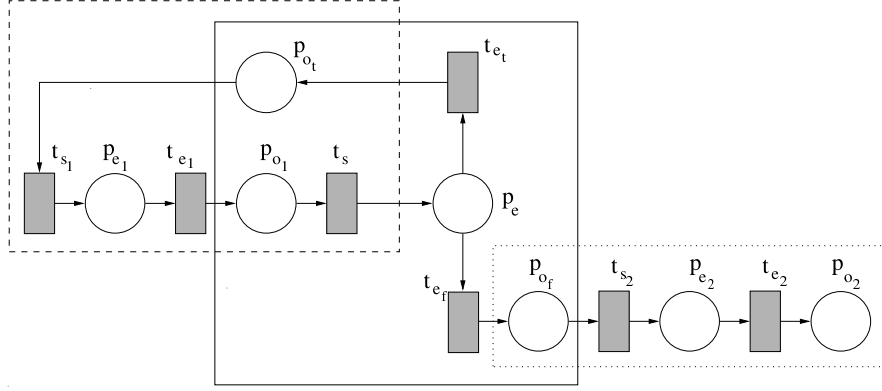 p_{o_t}
t_{e_t}
t_{s_1}
p_{e_1}
t_{e_1}
p_{o_1}
t_s
p_e
t_{e_f}
p_{o_f}
t_{s_2}
p_{e_2}
t_{e_2}
p_{o_2}